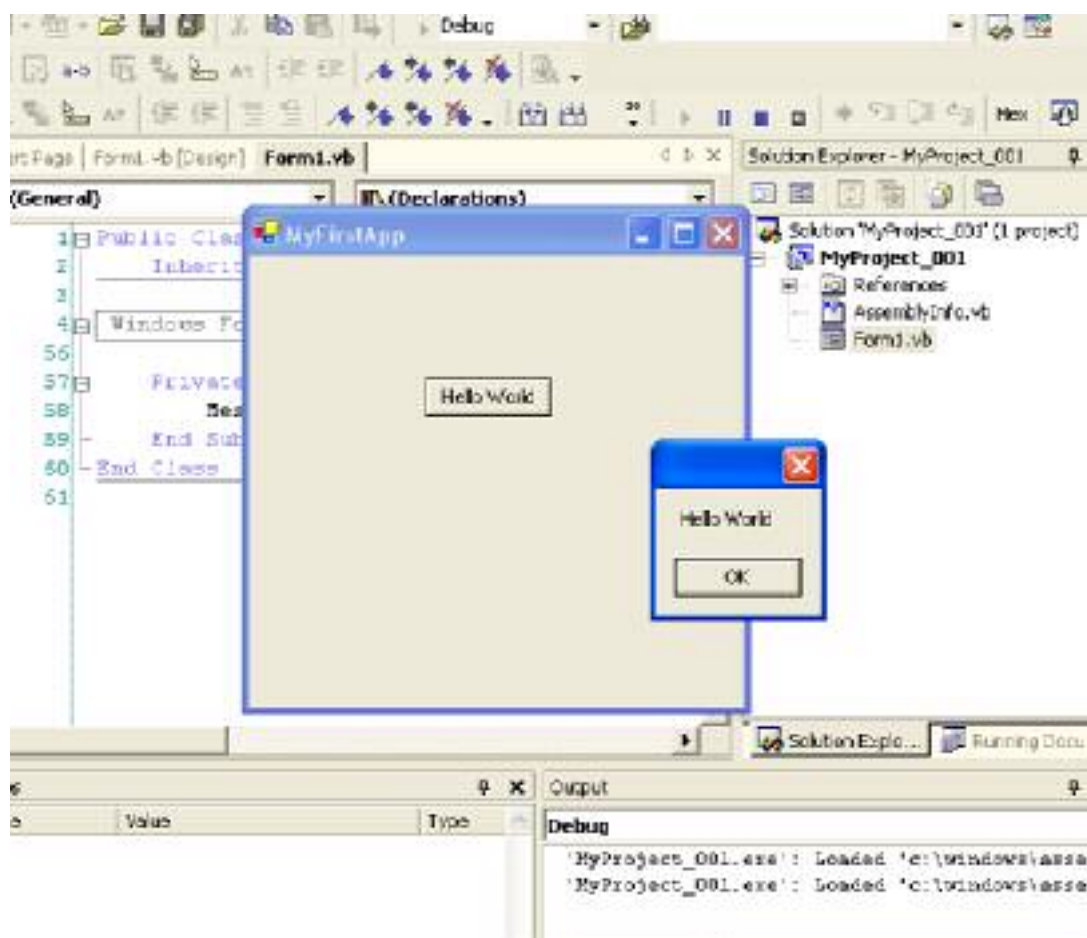 Debug
Hex
Form1.vb [Design] Form1.vb
Solution Explorer - MyProject_001
(General)
(Declarations)
Solution 'MyProject_001' (1 project)
MyProject_001
References
AssemblyInfo.vb
Form1.vb
1 Public Clas
2 Inherit
3
4 Windows Fo
56
57 Private
58 Mes
59 End Sub
60 End Class
61
MyFirstApp
Hello World
Hello World
OK
Solution Explo... Running Docu
Value Type
Output
Debug
'MyProject_001.exe': Loaded 'c:\windows\asse
'MyProject_001.exe': Loaded 'c:\windows\asse